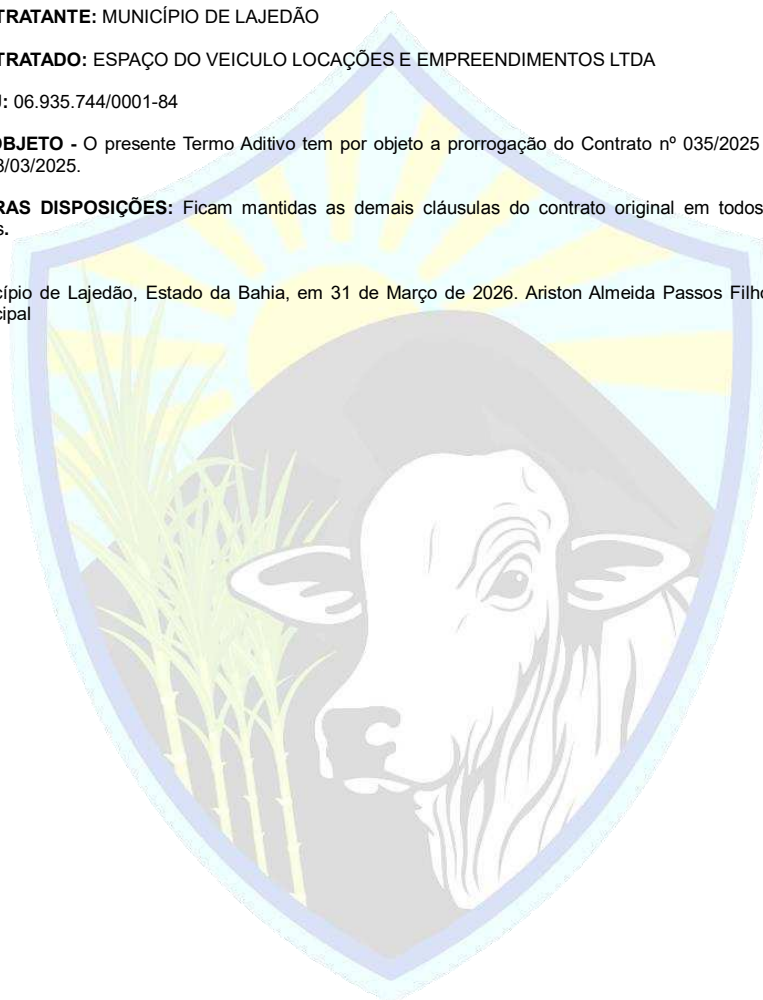 TRATANTE: MUNICÍPIO DE LAJEDÃO
TRATADO: ESPAÇO DO VEICULO LOCAÇÕES E EMPREENDIMENTOS LTDA
: 06.935.744/0001-84
OBJETO - O presente Termo Aditivo tem por objeto a prorrogação do Contrato nº 035/2025
/03/2025.
RAS DISPOSIÇÕES: Ficam mantidas as demais cláusulas do contrato original em todos
s.
cípio de Lajedão, Estado da Bahia, em 31 de Março de 2026. Ariston Almeida Passos Filho
cipal